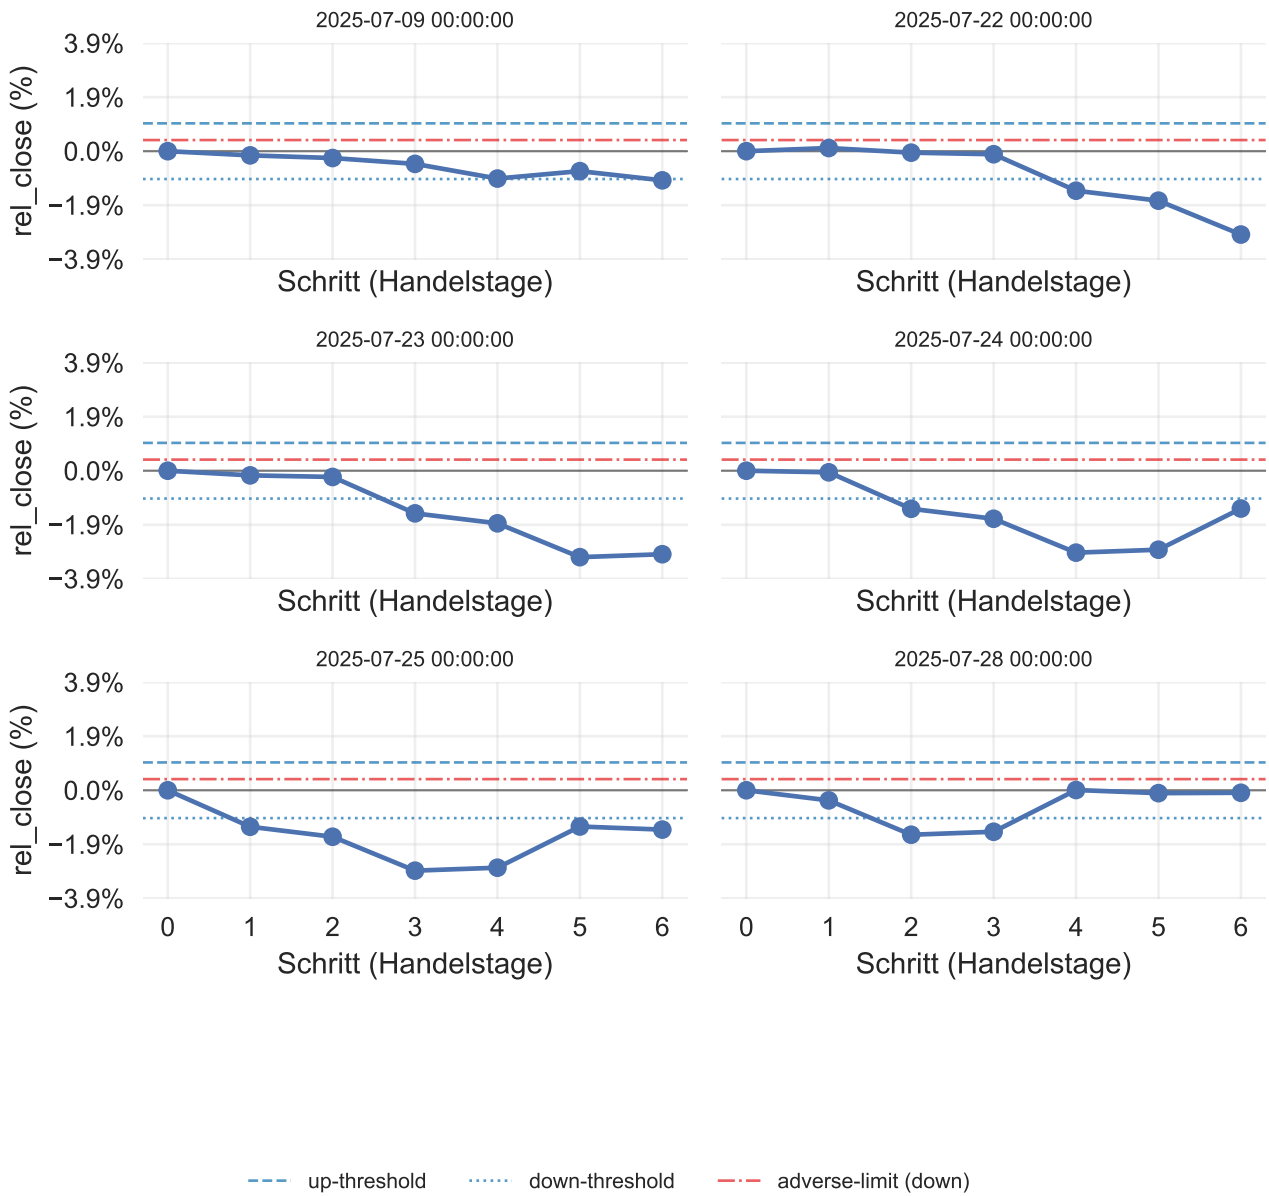 2025-07-09 00:00:00
2025-07-22 00:00:00
rel_close (%)
3.9%
1.9%
0.0%
−1.9%
−3.9%
Schritt (Handelstage)
Schritt (Handelstage)
2025-07-23 00:00:00
2025-07-24 00:00:00
rel_close (%)
3.9%
1.9%
0.0%
−1.9%
−3.9%
Schritt (Handelstage)
Schritt (Handelstage)
2025-07-25 00:00:00
2025-07-28 00:00:00
rel_close (%)
3.9%
1.9%
0.0%
−1.9%
−3.9%
0 1 2 3 4 5 6
0 1 2 3 4 5 6
Schritt (Handelstage)
Schritt (Handelstage)
up-threshold
down-threshold
adverse-limit (down)